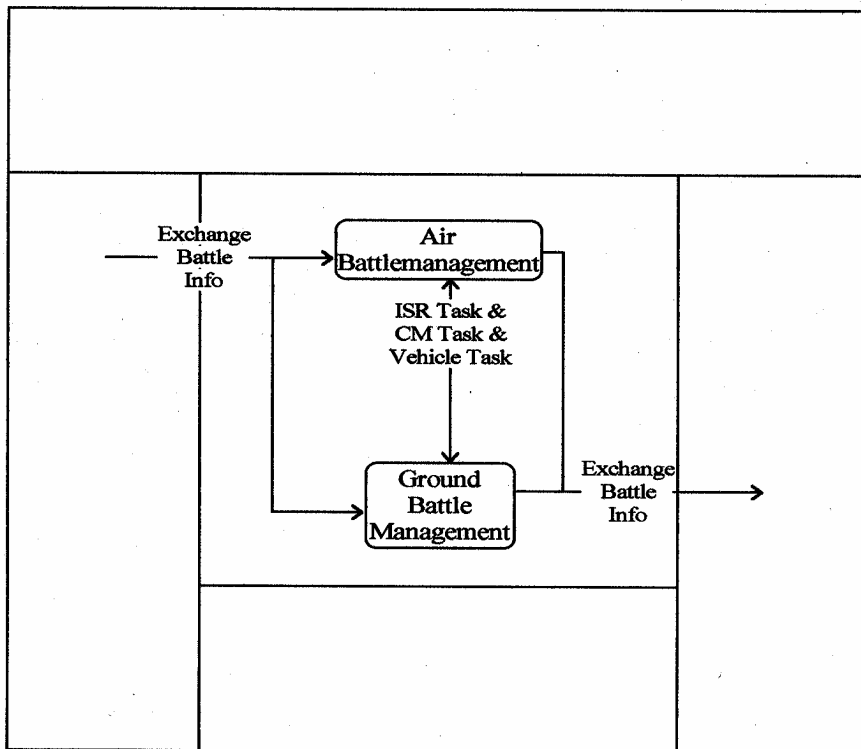 Exchange
Battle
Info
Air
Battlemanagement
ISR Task &
CM Task &
Vehicle Task
Ground
Battle
Management
Exchange
Battle
Info